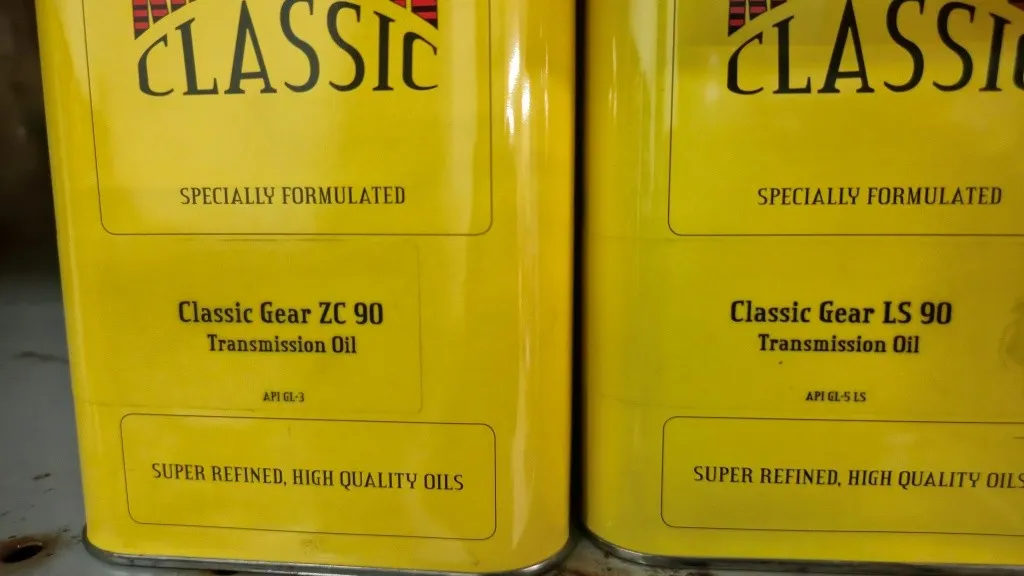 CLASSIC
SPECIALLY FORMULATED
Classic Gear ZC 90
Transmission Oil
API GL-3
SUPER REFINED, HIGH QUALITY OILS
CLASSIC
SPECIALLY FORMULATED
Classic Gear LS 90
Transmission Oil
API GL-5 LS
SUPER REFINED, HIGH QUALITY OILS